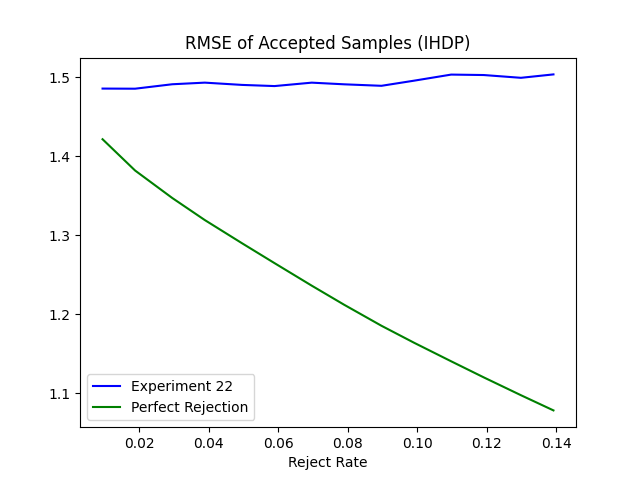 RMSE of Accepted Samples (IHDP)
1.5
1.4
1.3
1.2
1.1
Experiment 22
Perfect Rejection
0.02 0.04 0.06 0.08 0.10 0.12 0.14
Reject Rate